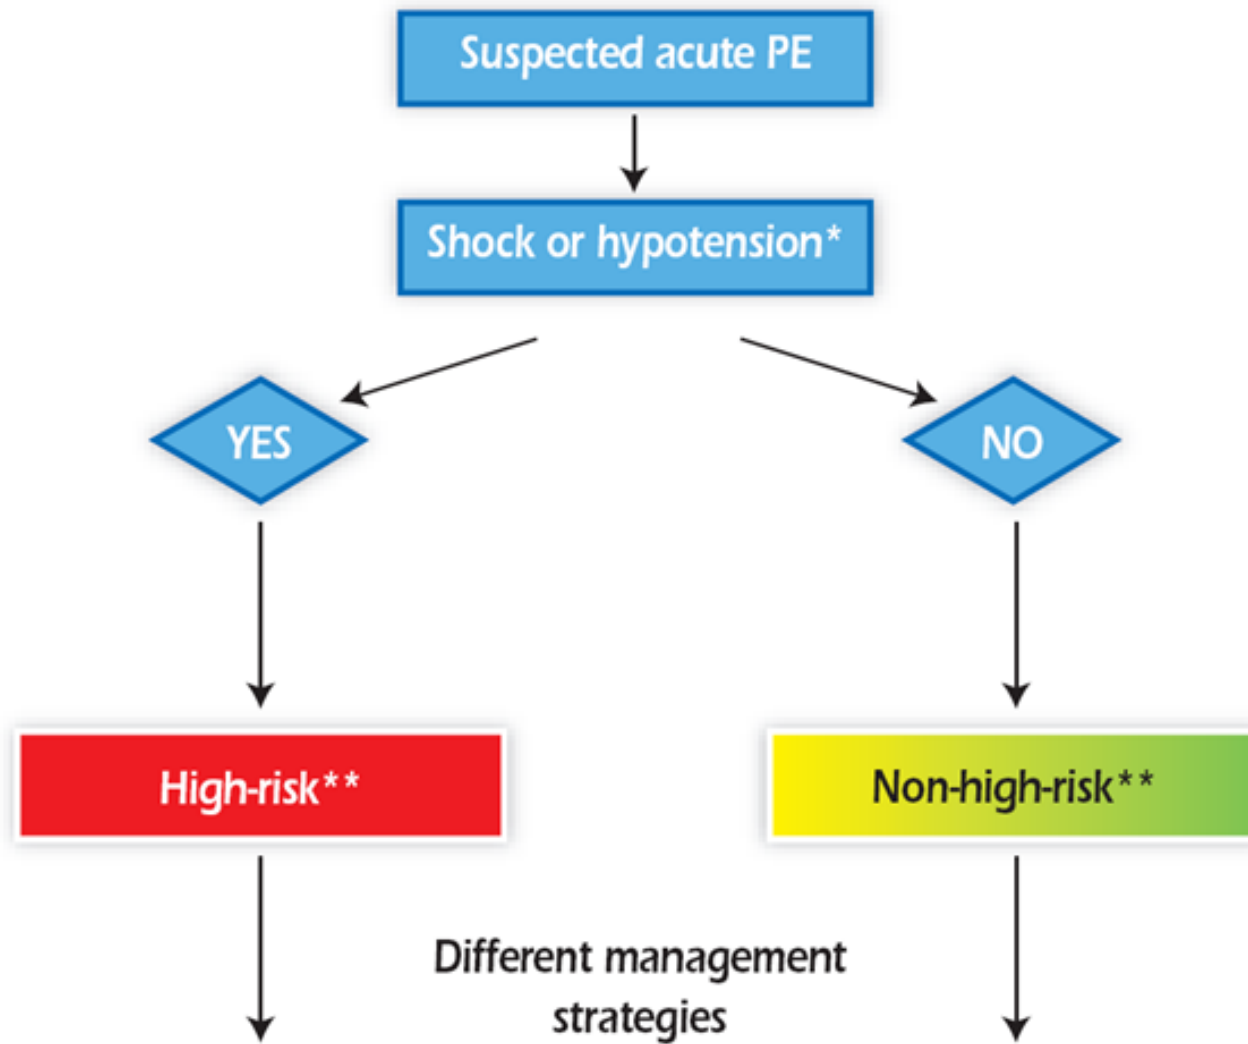 Suspected acute PE
Shock or hypotension*
YES
NO
High-risk**
Non-high-risk**
Different management
strategies